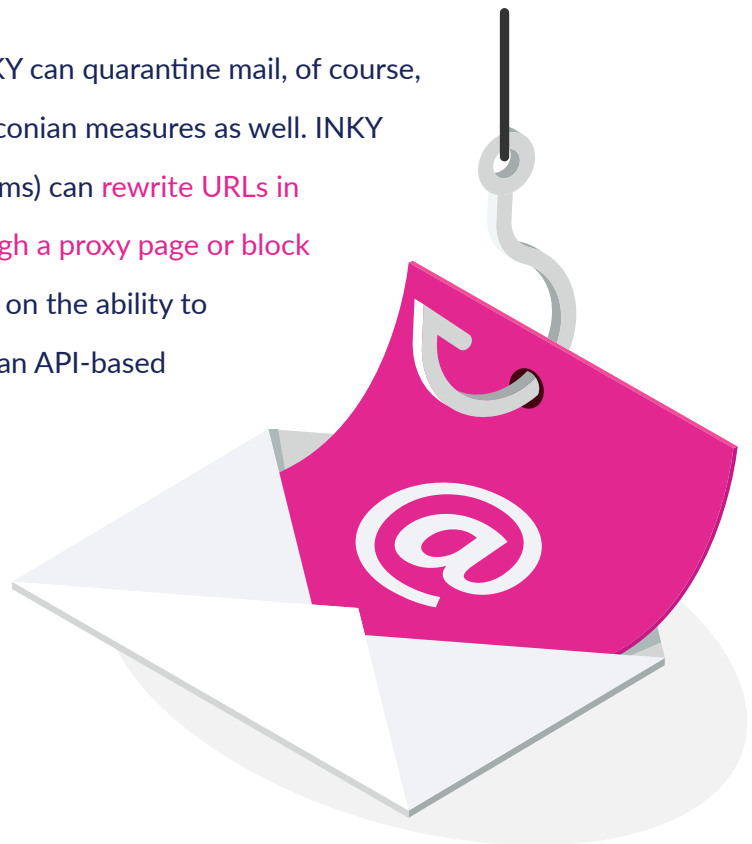 KY can quarantine mail, of course,
conian measures as well. INKY
ms) can rewrite URLs in
gh a proxy page or block
on the ability to
an API-based
@